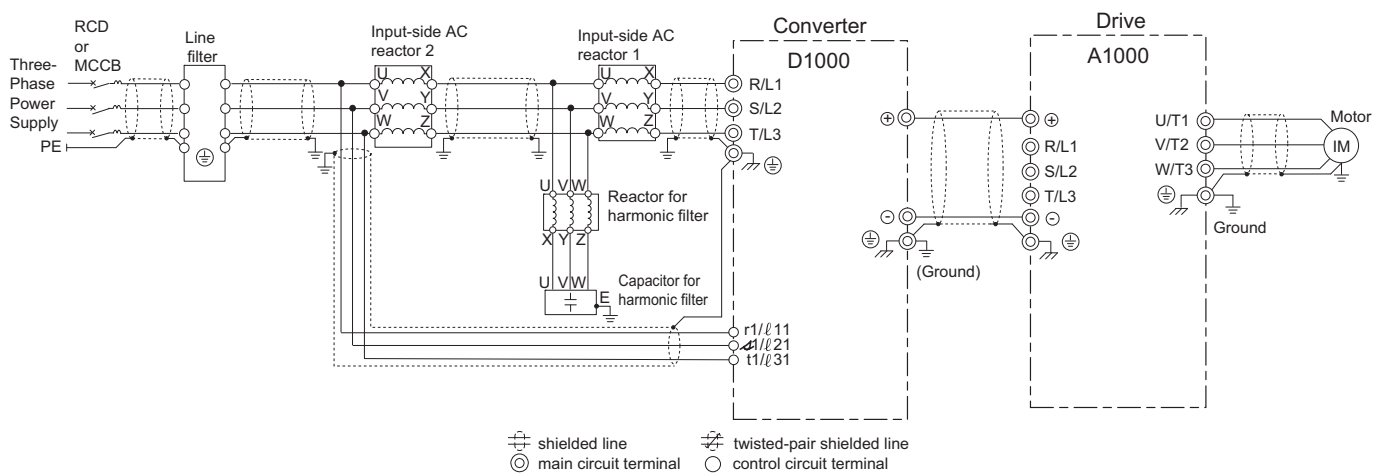 RCD
or
MCCB
Three-
Phase
Power
Supply
PE
Line
filter
Input-side AC
reactor 2
U X
V Y
W Z
Input-side AC
reactor 1
U X
V Y
W Z
Converter
D1000
R/L1
S/L2
T/L3
Drive
A1000
+
+
R/L1
S/L2
T/L3
-
-
U/T1
V/T2
W/T3
Motor
IM
Ground
(Ground)
U V W
Reactor for
harmonic filter
X Y Z
U V W
E
Capacitor for
harmonic filter
r1/ℓ11
ℓ21
t1/ℓ31
shielded line
twisted-pair shielded line
main circuit terminal
control circuit terminal